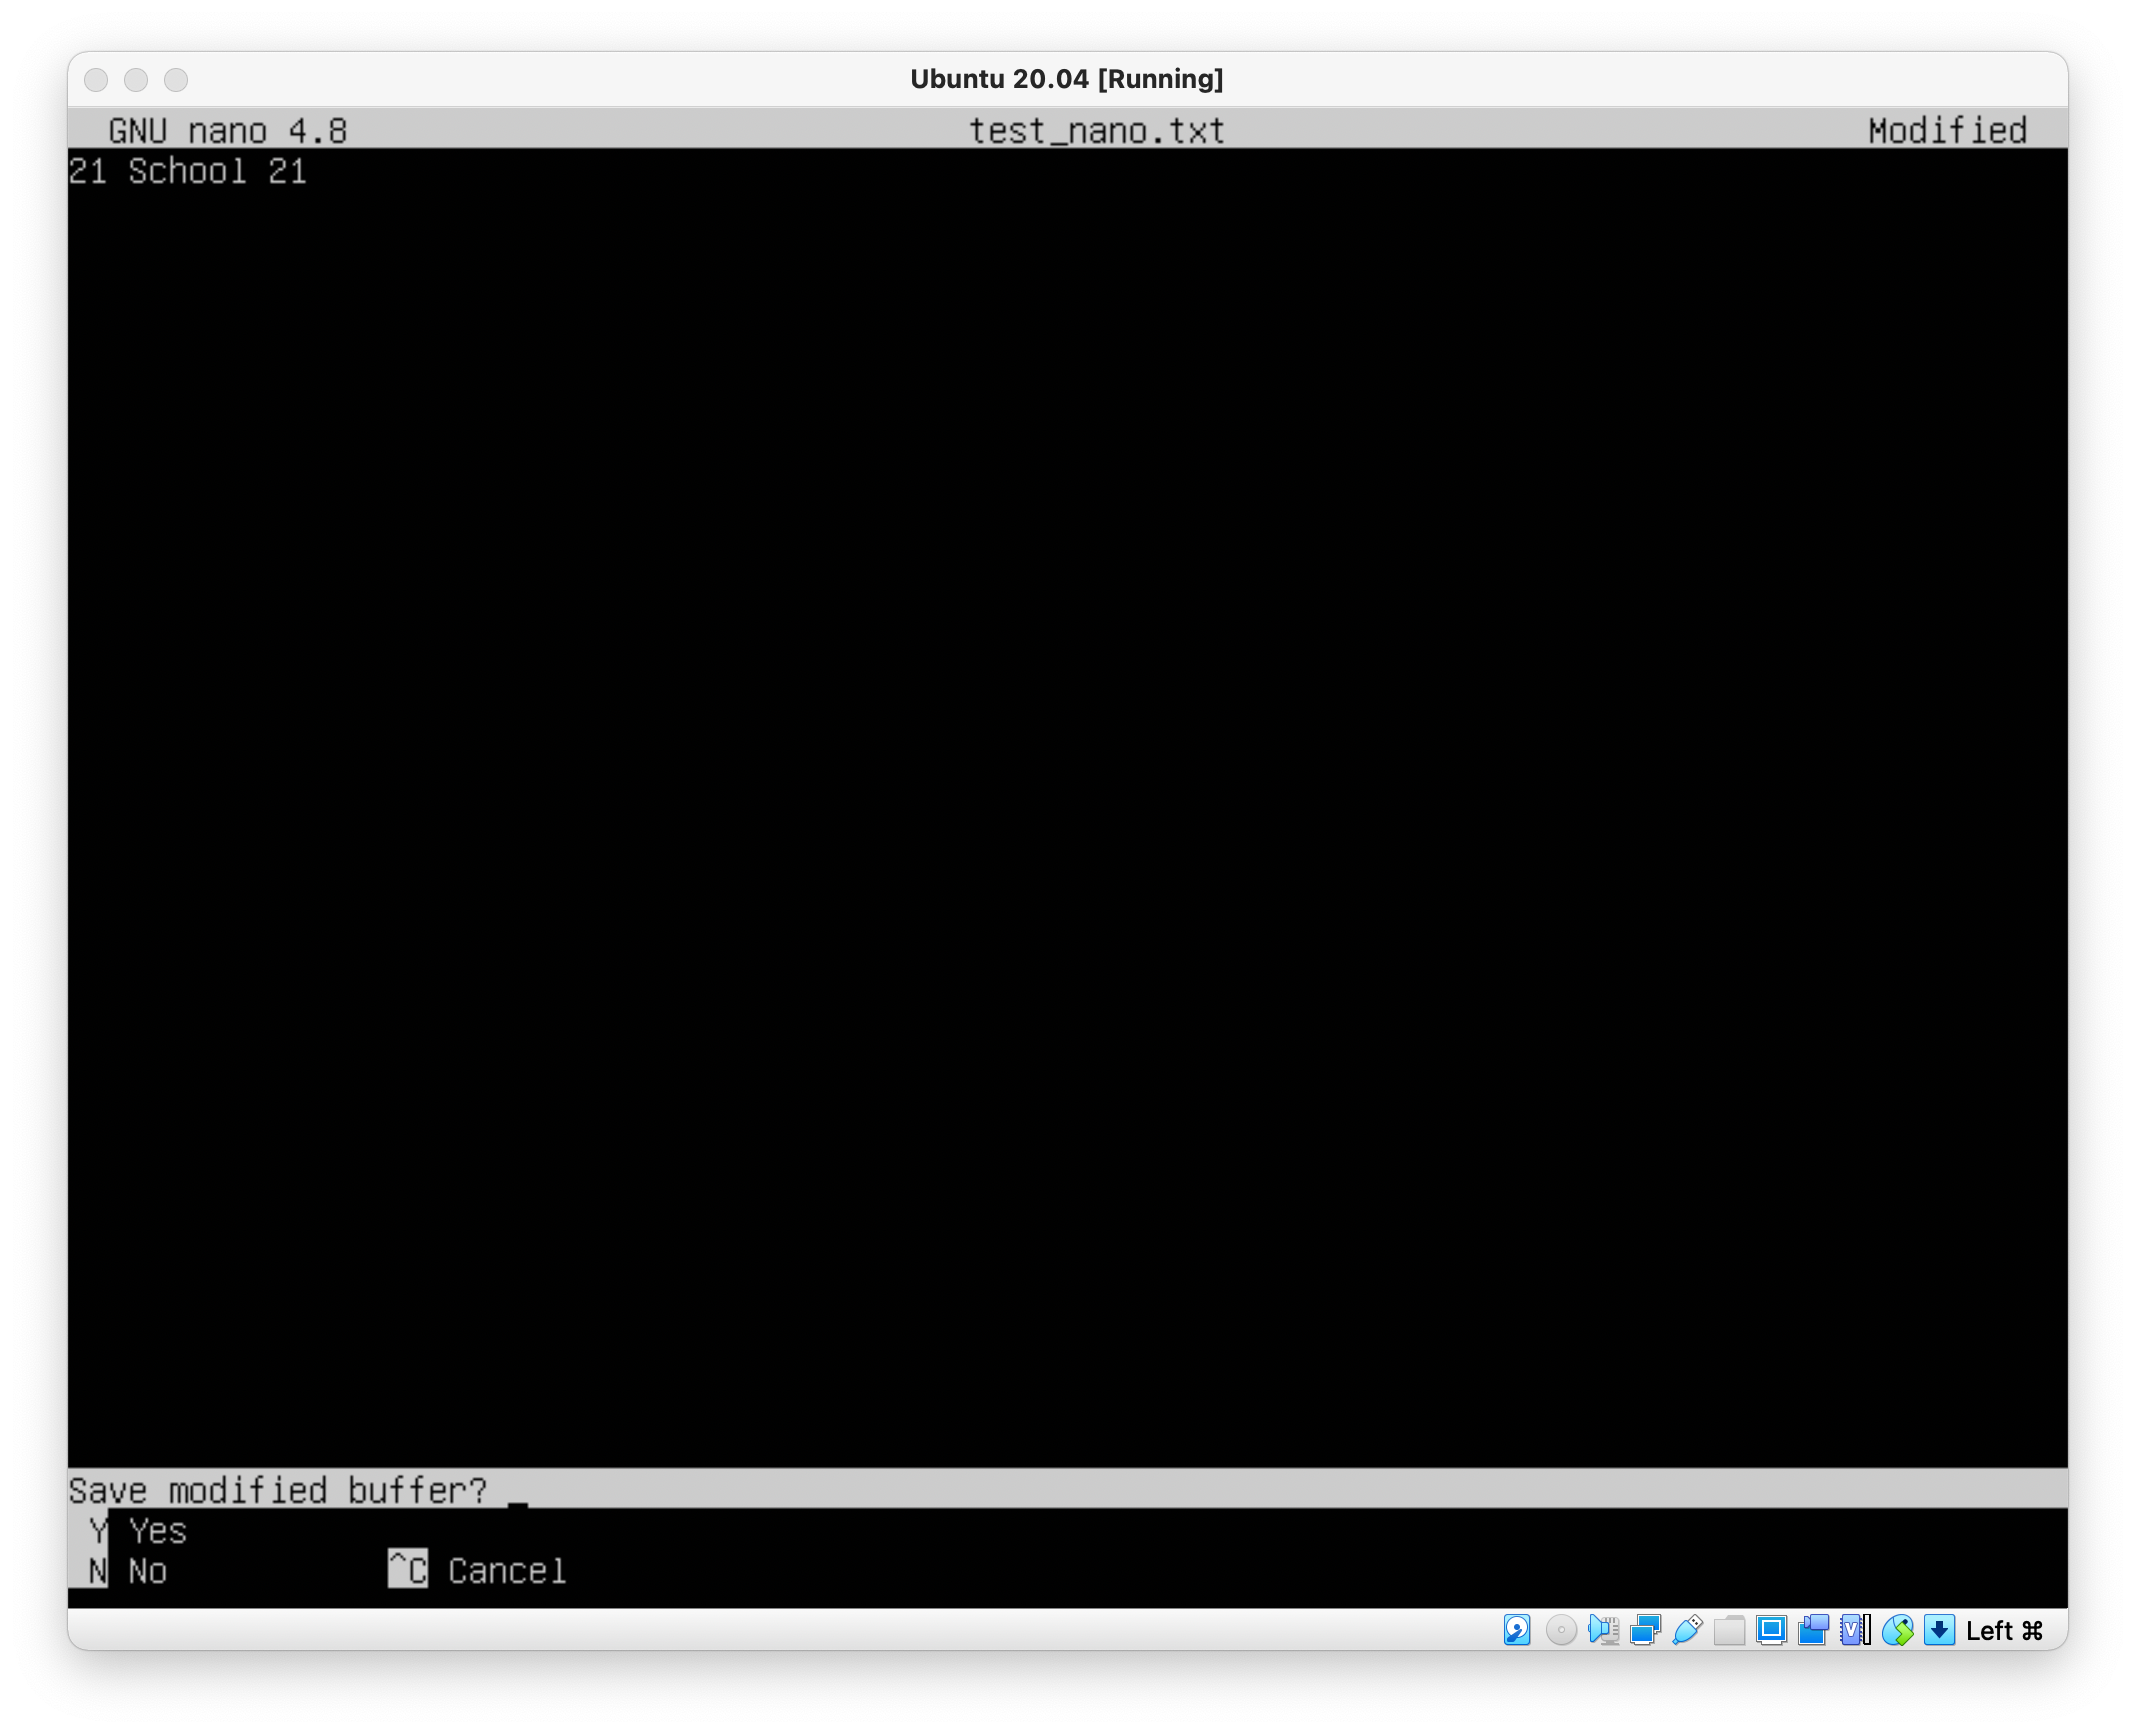 Ubuntu 20.04 [Running]
GNU nano 4.8 test_nano.txt Modified
21 School 21
Save modified buffer?
Y Yes
N No ^C Cancel
Left ⌘